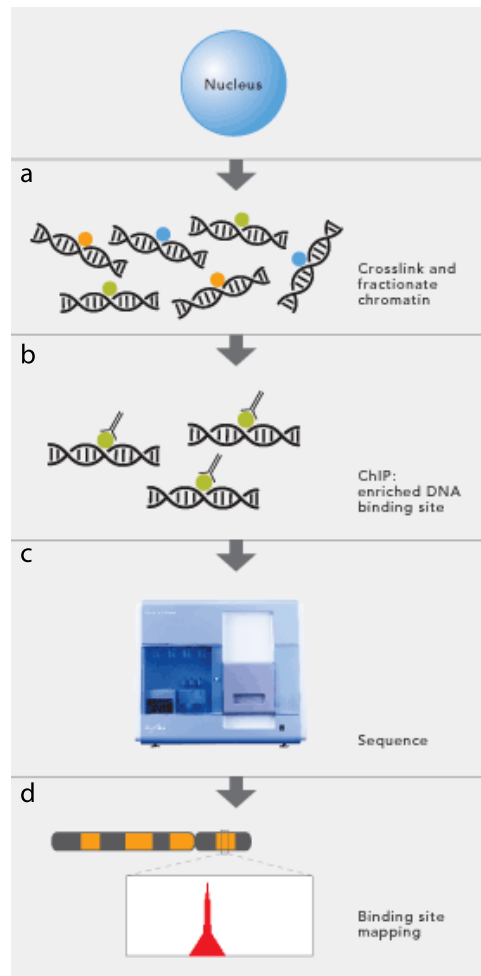 Nucleus
a
Crosslink and
fractionate
chromatin
b
ChIP:
enriched DNA
binding site
c
Sequence
d
Binding site
mapping